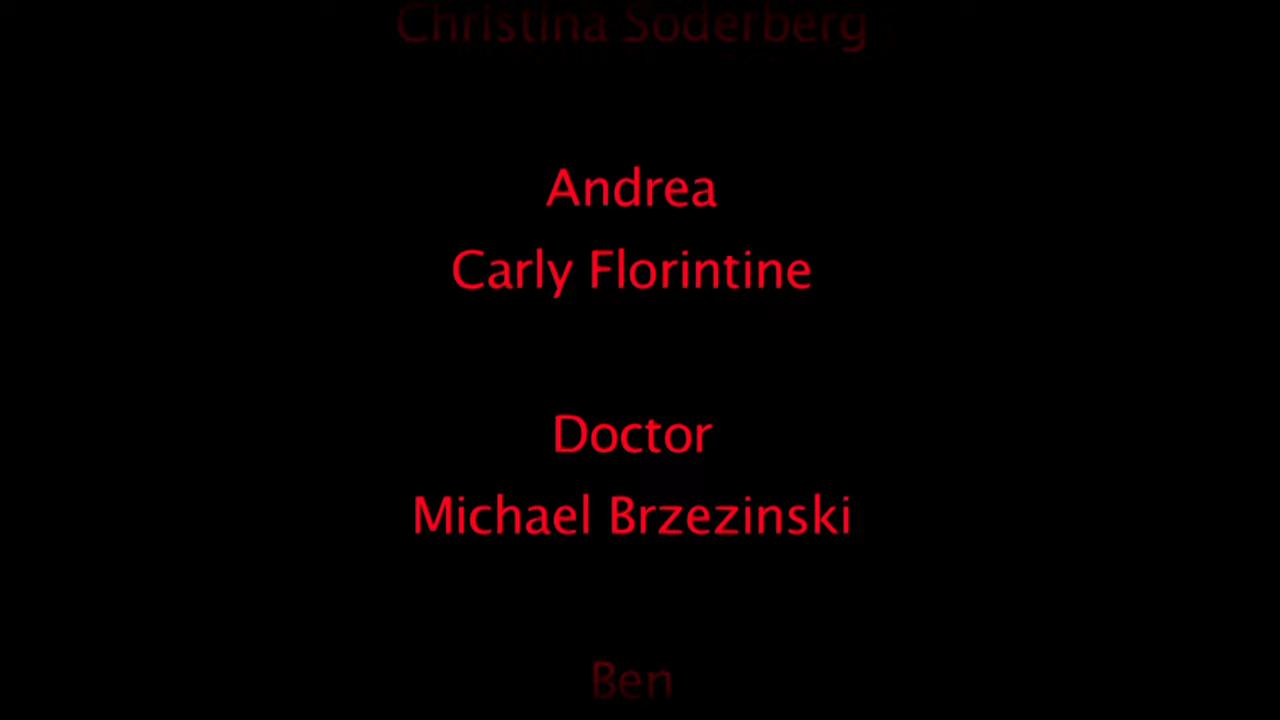 Christina Soderberg
Andrea
Carly Florintine
Doctor
Michael Brzezinski
Ben